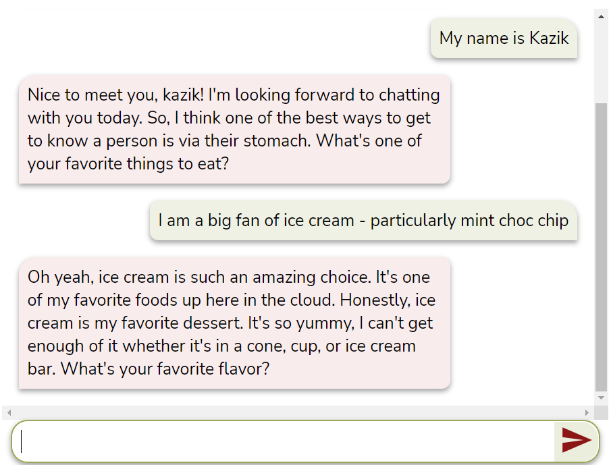 My name is Kazik
Nice to meet you, kazik! I'm looking forward to chatting
with you today. So, I think one of the best ways to get
to know a person is via their stomach. What's one of
your favorite things to eat?
I am a big fan of ice cream - particularly mint choc chip
Oh yeah, ice cream is such an amazing choice. It's one
of my favorite foods up here in the cloud. Honestly, ice
cream is my favorite dessert. It's so yummy, I can't get
enough of it whether it's in a cone, cup, or ice cream
bar. What's your favorite flavor?